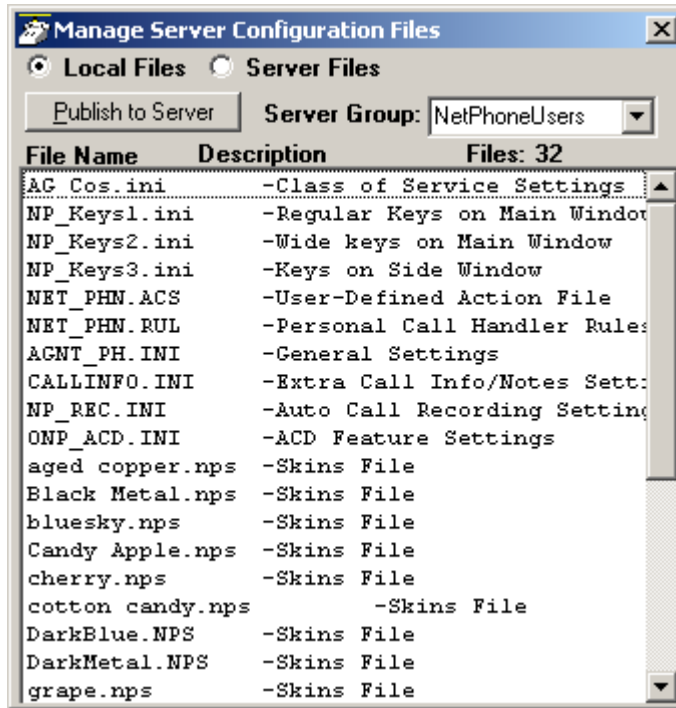 Manage Server Configuration Files
Local Files Server Files
Publish to Server Server Group: NetPhoneUsers
File Name Description Files: 32
AG_Cos.ini -Class of Service Settings
NP_Keys1.ini -Regular Keys on Main Window
NP_Keys2.ini -Wide keys on Main Window
NP_Keys3.ini -Keys on Side Window
NET_PHN.ACS -User-Defined Action File
NET_PHN.RUL -Personal Call Handler Rules
AGNT_PH.INI -General Settings
CALLINFO.INI -Extra Call Info/Notes Sett
NP_REC.INI -Auto Call Recording Setting
ONP_ACD.INI -ACD Feature Settings
aged copper.nps -Skins File
Black Metal.nps -Skins File
bluesky.nps -Skins File
Candy Apple.nps -Skins File
cherry.nps -Skins File
cotton candy.nps -Skins File
DarkBlue.NPS -Skins File
DarkMetal.NPS -Skins File
grape.nps -Skins File